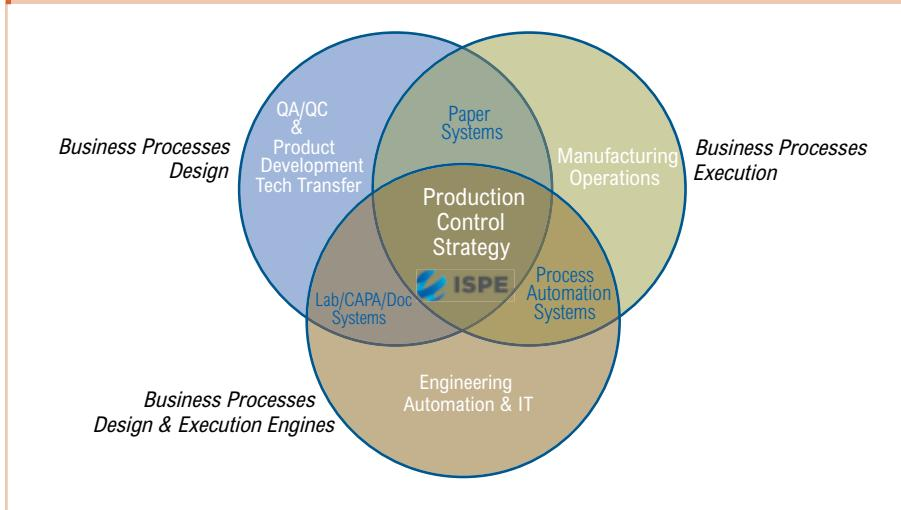 QA/QC
&
Product
Development
Tech Transfer
Business Processes
Design
Paper
Systems
Manufacturing
Operations
Business Processes
Execution
Production
Control
Strategy
ISPE
Lab/CAPA/Doc
Systems
Process
Automation
Systems
Engineering
Automation & IT
Business Processes
Design & Execution Engines